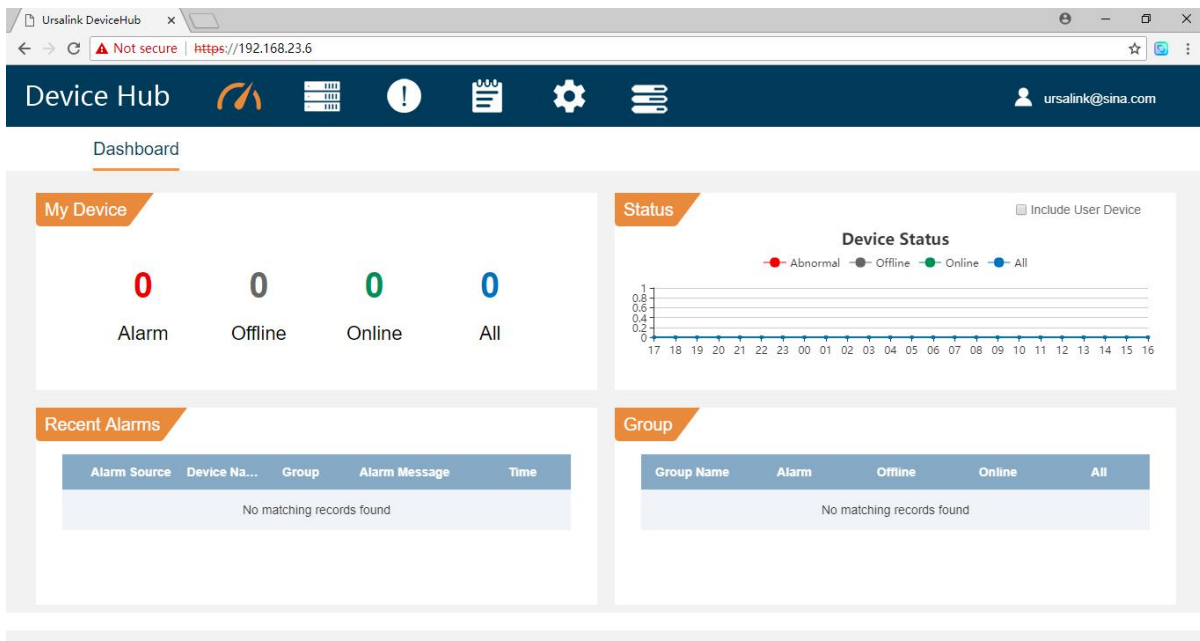 Ursalink DeviceHub
Not secure | https://192.168.23.6
Device Hub
ursalink@sina.com
Dashboard
My Device
0 0 0 0
Alarm Offline Online All
Status
Include User Device
Device Status
Abnormal Offline Online All
1
0.8
0.6
0.4
0.2
0
17 18 19 20 21 22 23 00 01 02 03 04 05 06 07 08 09 10 11 12 13 14 15 16
Recent Alarms
Alarm Source Device Na... Group Alarm Message Time
No matching records found
Group
Group Name Alarm Offline Online All
No matching records found